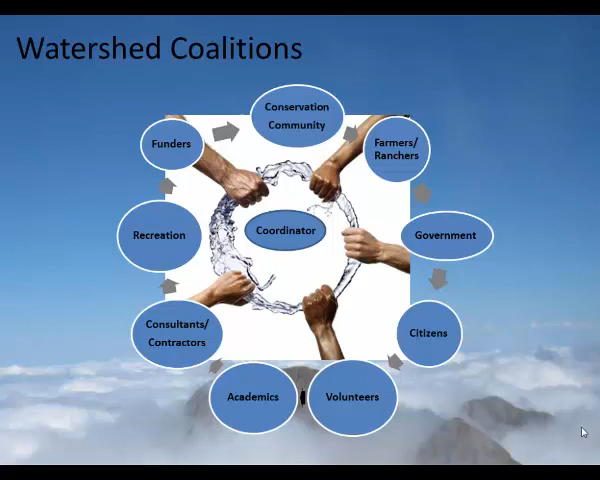 Watershed Coalitions
Conservation
Community
Funders
Farmers/
Ranchers
Recreation
Coordinator
Government
Consultants/
Contractors
Citizens
Academics
Volunteers